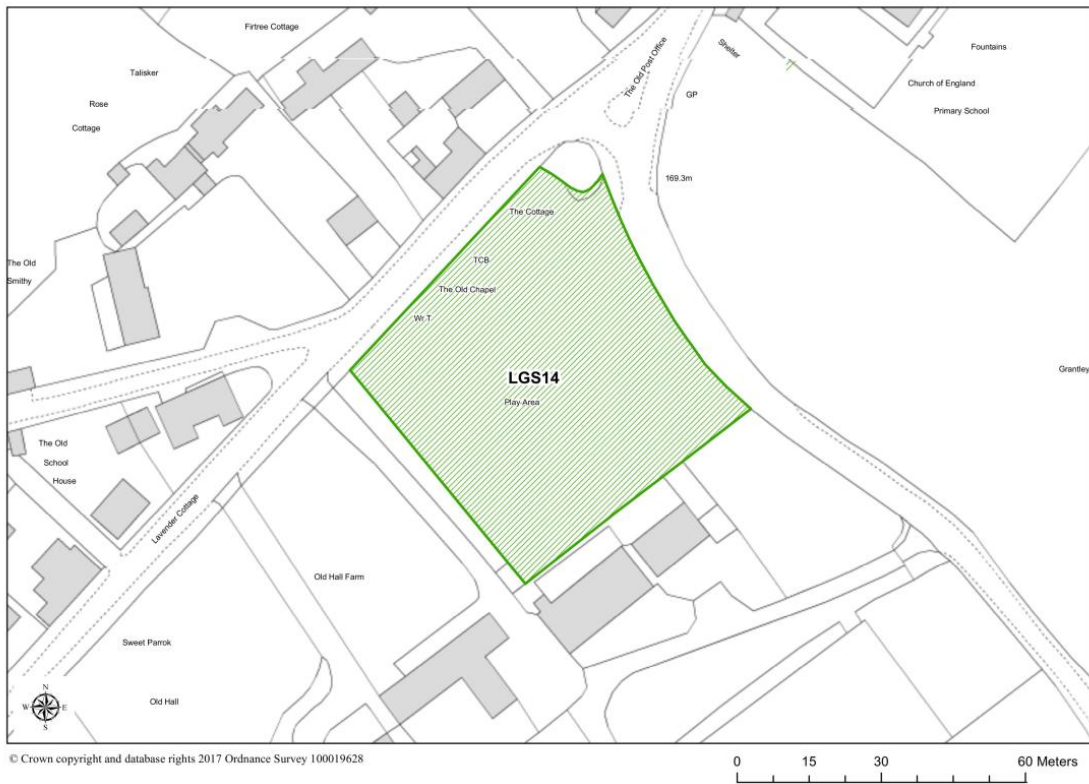 Firtree Cottage
Talisker
Rose
Cottage
The Old Post Office
Shelter
GP
Fountains
Church of England
Primary School
169.3m
The Cottage
TCB
The Old Chapel
Wr T
The Old
Smithy
LGS14
Play Area
Grantley
The Old
School
House
Lavender Cottage
Old Hall Farm
Sweet Parrok
Old Hall
N
W E
S
© Crown copyright and database rights 2017 Ordnance Survey 100019628
0 15 30 60 Meters